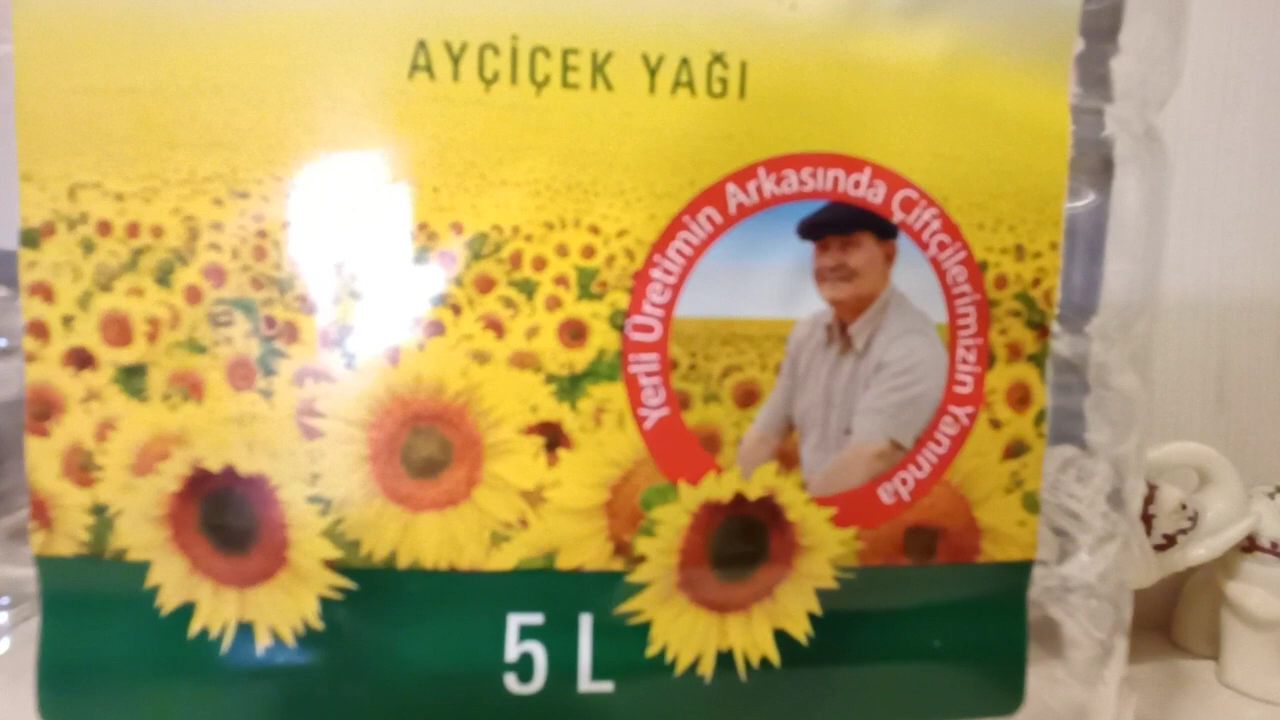 AYÇİÇEK YAĞI
Yerli Üretimin Arkasında Çiftçilerimizin Yanında
5 L